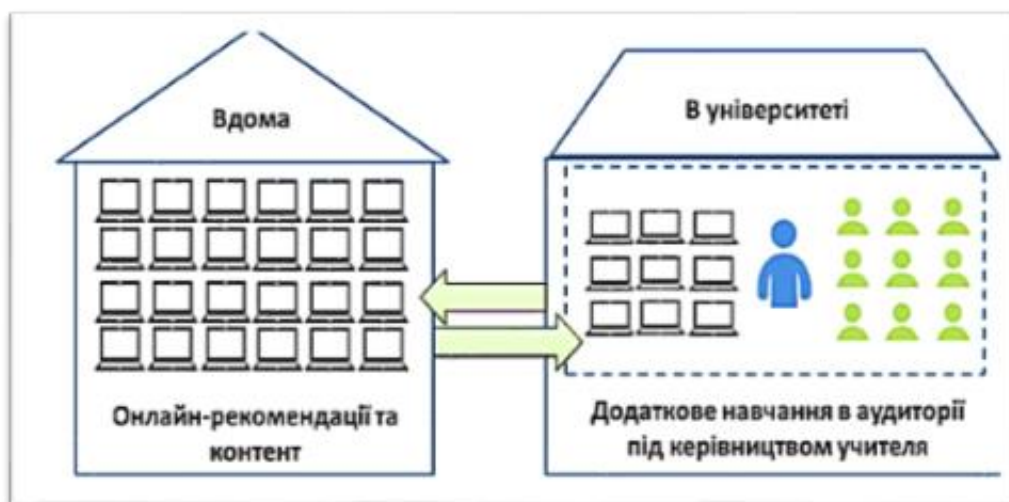 Вдома
Онлайн-рекомендації та
контент
В університеті
Додаткове навчання в аудиторії
під керівництвом учителя